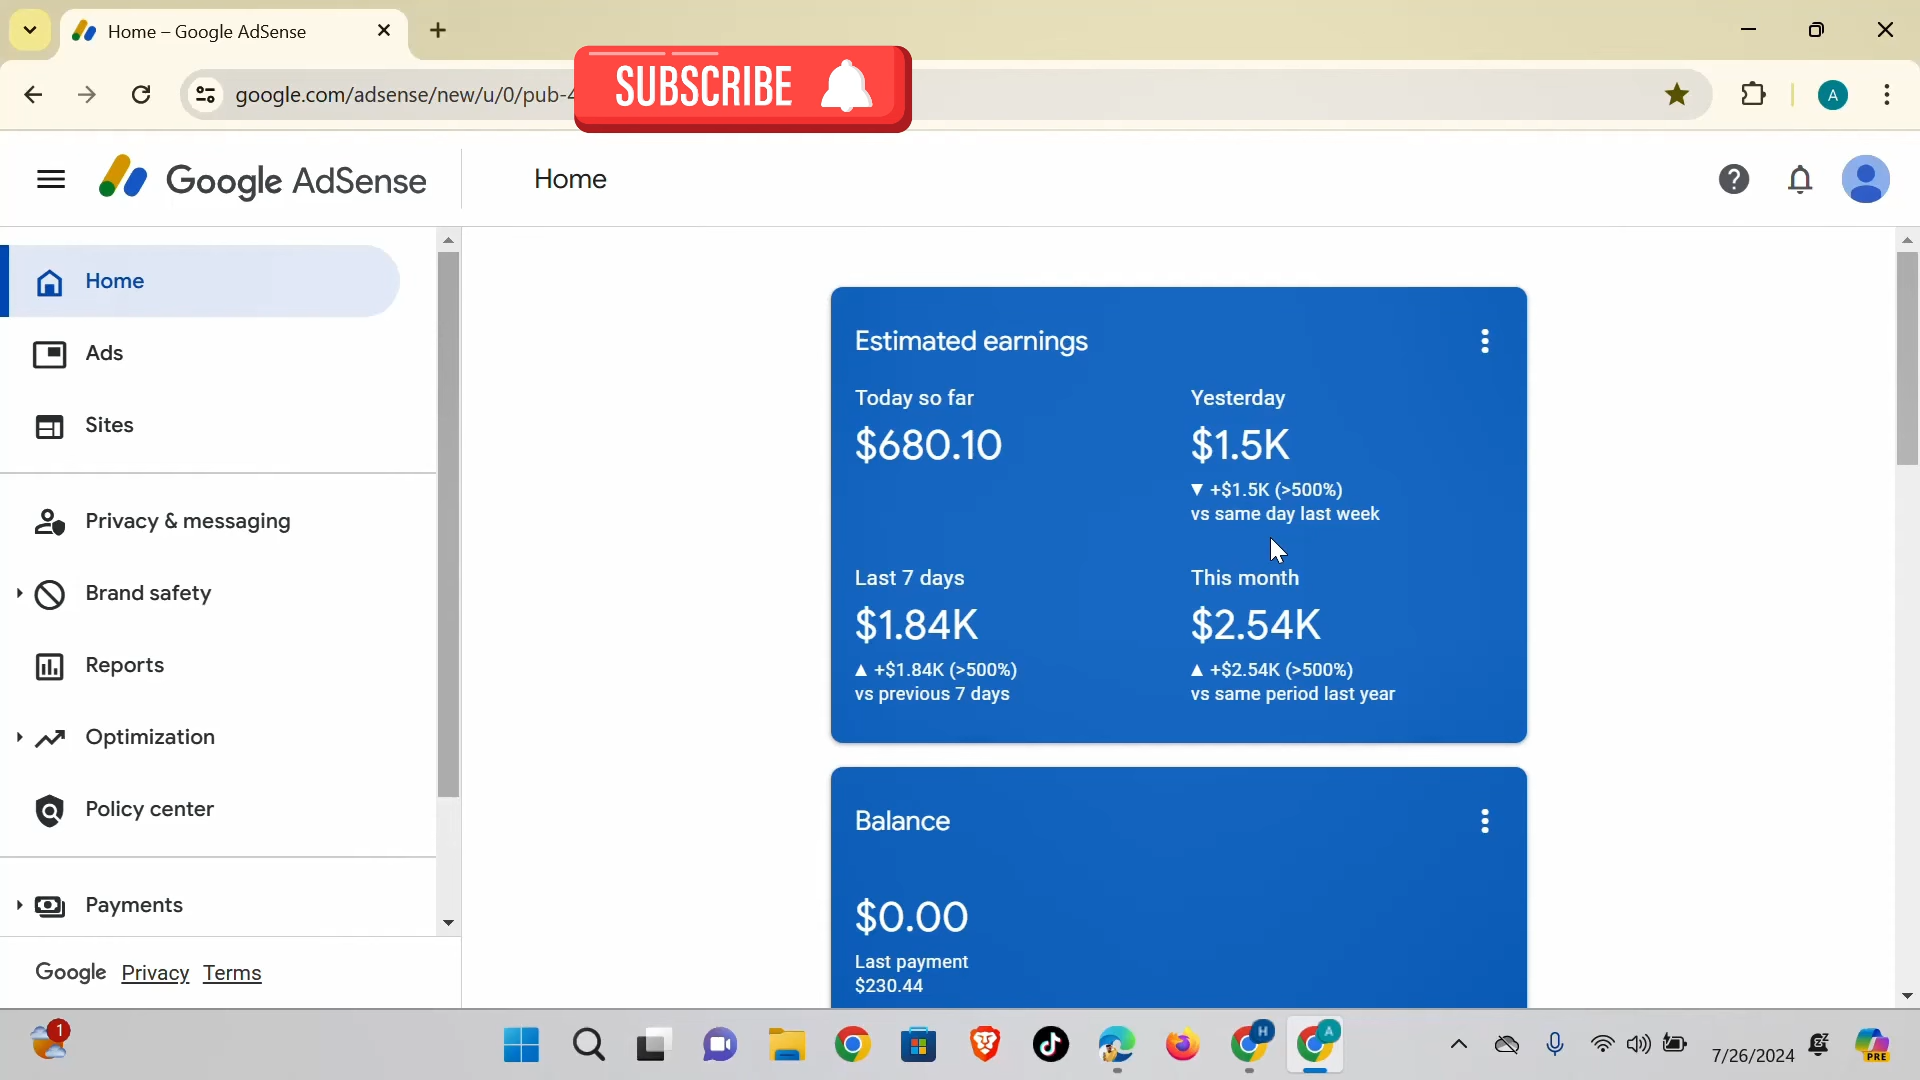 Home – Google AdSense
google.com/adsense/new/u/0/pub-4
SUBSCRIBE
A
Google AdSense
Home
Home
Ads
Sites
Privacy & messaging
Brand safety
Reports
Optimization
Policy center
Payments
Google Privacy Terms
Estimated earnings
Today so far
$680.10
Yesterday
$1.5K
▼ +$1.5K (>500%)
vs same day last week
Last 7 days
$1.84K
▲ +$1.84K (>500%)
vs previous 7 days
This month
$2.54K
▲ +$2.54K (>500%)
vs same period last year
Balance
$0.00
Last payment
$230.44
1
H
A
7/26/2024
PRE